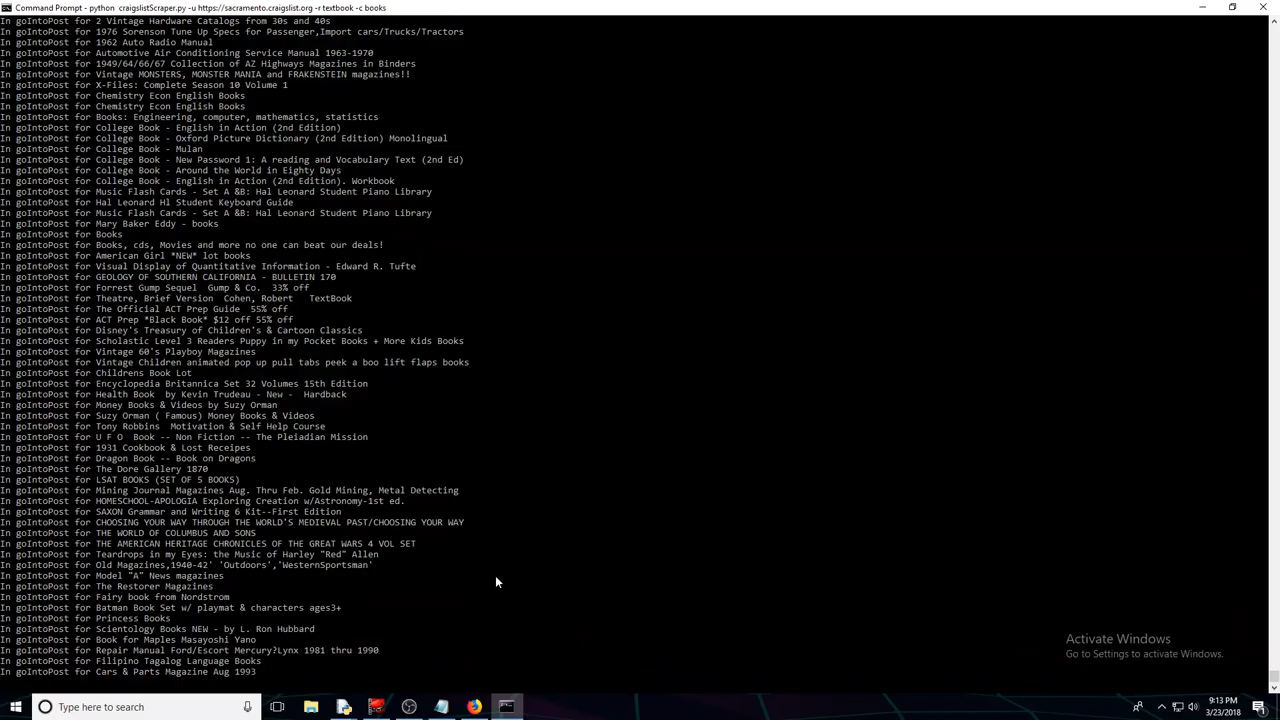 Command Prompt - python  craigslistScraper.py -u https://sacramento.craigslist.org -r textbook -c books
In goIntoPost for 2 Vintage Hardware Catalogs from 30s and 40s
In goIntoPost for 1976 Sorenson Tune Up Specs for Passenger,Import cars/Trucks/Tractors
In goIntoPost for 1962 Auto Radio Manual
In goIntoPost for Automotive Air Conditioning Service Manual 1963-1970
In goIntoPost for 1949/64/66/67 Collection of AZ Highways Magazines in Binders
In goIntoPost for Vintage MONSTERS, MONSTER MANIA and FRAKENSTEIN magazines!!
In goIntoPost for X-Files: Complete Season 10 Volume 1
In goIntoPost for Chemistry Econ English Books
In goIntoPost for Chemistry Econ English Books
In goIntoPost for Books: Engineering, computer, mathematics, statistics
In goIntoPost for College Book - English in Action (2nd Edition)
In goIntoPost for College Book - Oxford Picture Dictionary (2nd Edition) Monolingual
In goIntoPost for College Book - Mulan
In goIntoPost for College Book - New Password 1: A reading and Vocabulary Text (2nd Ed)
In goIntoPost for College Book - Around the World in Eighty Days
In goIntoPost for College Book - English in Action (2nd Edition). Workbook
In goIntoPost for Music Flash Cards - Set A &B: Hal Leonard Student Piano Library
In goIntoPost for Hal Leonard Hl Student Keyboard Guide
In goIntoPost for Music Flash Cards - Set A &B: Hal Leonard Student Piano Library
In goIntoPost for Mary Baker Eddy - books
In goIntoPost for Books
In goIntoPost for Books, cds, Movies and more no one can beat our deals!
In goIntoPost for American Girl *NEW* lot books
In goIntoPost for Visual Display of Quantitative Information - Edward R. Tufte
In goIntoPost for GEOLOGY OF SOUTHERN CALIFORNIA - BULLETIN 170
In goIntoPost for Forrest Gump Sequel  Gump & Co.  33% off
In goIntoPost for Theatre, Brief Version  Cohen, Robert   TextBook
In goIntoPost for The Official ACT Prep Guide  55% off
In goIntoPost for ACT Prep *Black Book* $12 off 55% off
In goIntoPost for Disney's Treasury of Children's & Cartoon Classics
In goIntoPost for Scholastic Level 3 Readers Puppy in my Pocket Books + More Kids Books
In goIntoPost for Vintage 60's Playboy Magazines
In goIntoPost for Vintage Children animated pop up pull tabs peek a boo lift flaps books
In goIntoPost for Childrens Book Lot
In goIntoPost for Encyclopedia Britannica Set 32 Volumes 15th Edition
In goIntoPost for Health Book  by Kevin Trudeau - New -  Hardback
In goIntoPost for Money Books & Videos by Suzy Orman
In goIntoPost for Suzy Orman ( Famous) Money Books & Videos
In goIntoPost for Tony Robbins  Motivation & Self Help Course
In goIntoPost for U F O  Book -- Non Fiction -- The Pleiadian Mission
In goIntoPost for 1931 Cookbook & Lost Receipes
In goIntoPost for Dragon Book -- Book on Dragons
In goIntoPost for The Dore Gallery 1870
In goIntoPost for LSAT BOOKS (SET OF 5 BOOKS)
In goIntoPost for Mining Journal Magazines Aug. Thru Feb. Gold Mining, Metal Detecting
In goIntoPost for HOMESCHOOL-APOLOGIA Exploring Creation w/Astronomy-1st ed.
In goIntoPost for SAXON Grammar and Writing 6 Kit--First Edition
In goIntoPost for CHOOSING YOUR WAY THROUGH THE WORLD'S MEDIEVAL PAST/CHOOSING YOUR WAY
In goIntoPost for THE WORLD OF COLUMBUS AND SONS
In goIntoPost for THE AMERICAN HERITAGE CHRONICLES OF THE GREAT WARS 4 VOL SET
In goIntoPost for Teardrops in my Eyes: the Music of Harley "Red" Allen
In goIntoPost for Old Magazines,1940-42' 'Outdoors','WesternSportsman'
In goIntoPost for Model "A" News magazines
In goIntoPost for The Restorer Magazines
In goIntoPost for Fairy book from Nordstrom
In goIntoPost for Batman Book Set w/ playmat & characters ages3+
In goIntoPost for Princess Books
In goIntoPost for Scientology Books NEW - by L. Ron Hubbard
In goIntoPost for Book for Maples Masayoshi Yano
In goIntoPost for Repair Manual Ford/Escort Mercury?Lynx 1981 thru 1990
In goIntoPost for Filipino Tagalog Language Books
In goIntoPost for Cars & Parts Magazine Aug 1993
Activate Windows
Go to Settings to activate Windows.
Type here to search
9:13 PM
3/23/2018